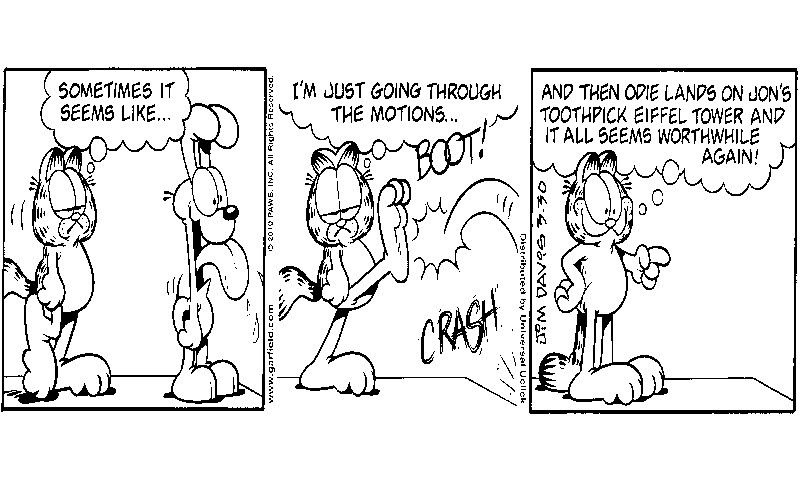 SOMETIMES IT
SEEMS LIKE...
© 2010 PAWS, INC. All Rights Reserved.
www.garfield.com
I'M JUST GOING THROUGH
THE MOTIONS...
BOOT!
CRASH
Distributed by Universal Uclick
AND THEN ODIE LANDS ON JON'S
TOOTHPICK EIFFEL TOWER AND
IT ALL SEEMS WORTHWHILE
AGAIN!
JIM DAVIS 3.30